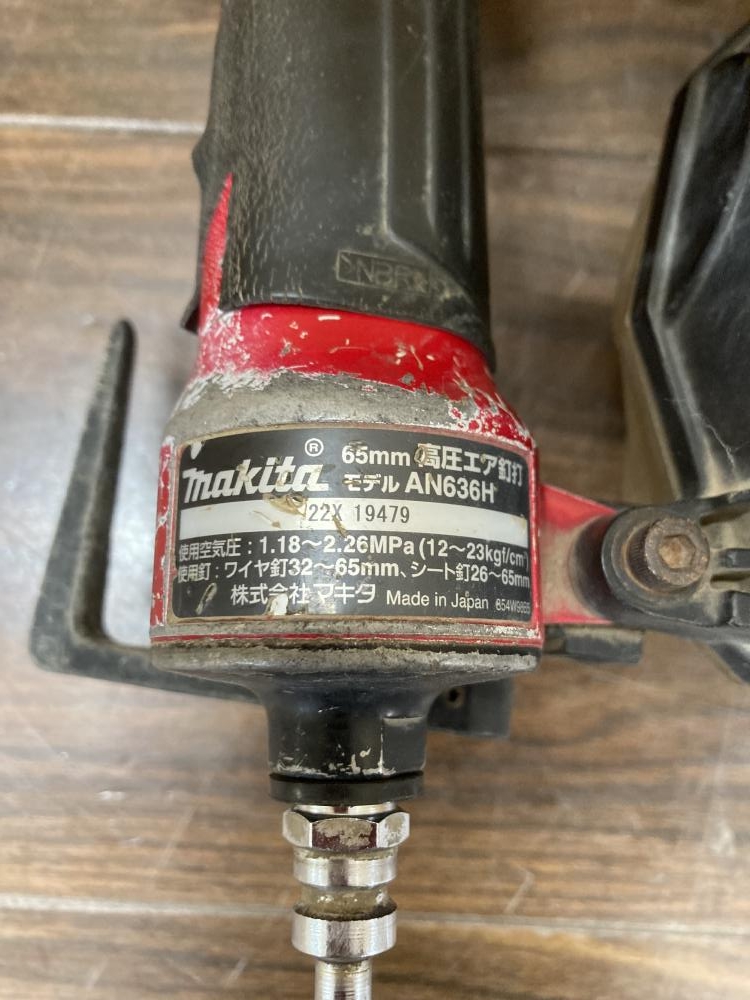 >NBR
makita® 65mm 高圧エア釘打
モデル AN636H
22X 19479
使用空気圧:1.18〜2.26MPa(12〜23kgf/cm²)
使用釘:ワイヤ釘32〜65mm、シート釘26〜65mm
株式会社マキタ Made in Japan